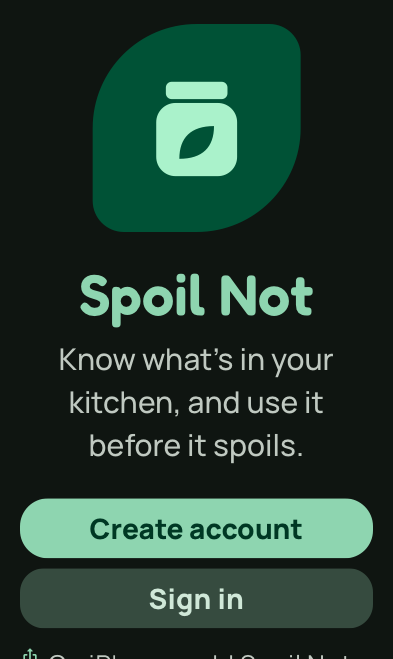 Spoil Not
Know what's in your
kitchen, and use it
before it spoils.
Create account
Sign in